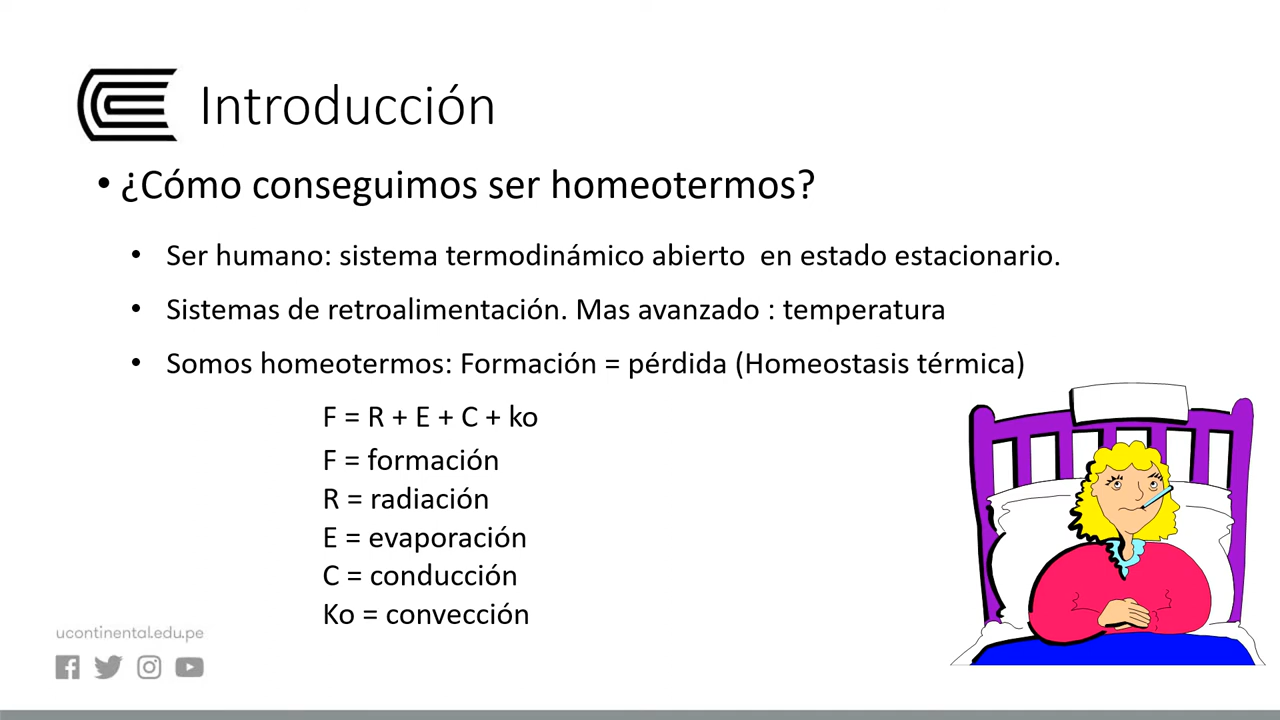 Introducción
• ¿Cómo conseguimos ser homeotermos?
• Ser humano: sistema termodinámico abierto  en estado estacionario.
• Sistemas de retroalimentación. Mas avanzado : temperatura
• Somos homeotermos: Formación = pérdida (Homeostasis térmica)
F = R + E + C + ko
F = formación
R = radiación
E = evaporación
C = conducción
Ko = convección
ucontinental.edu.pe